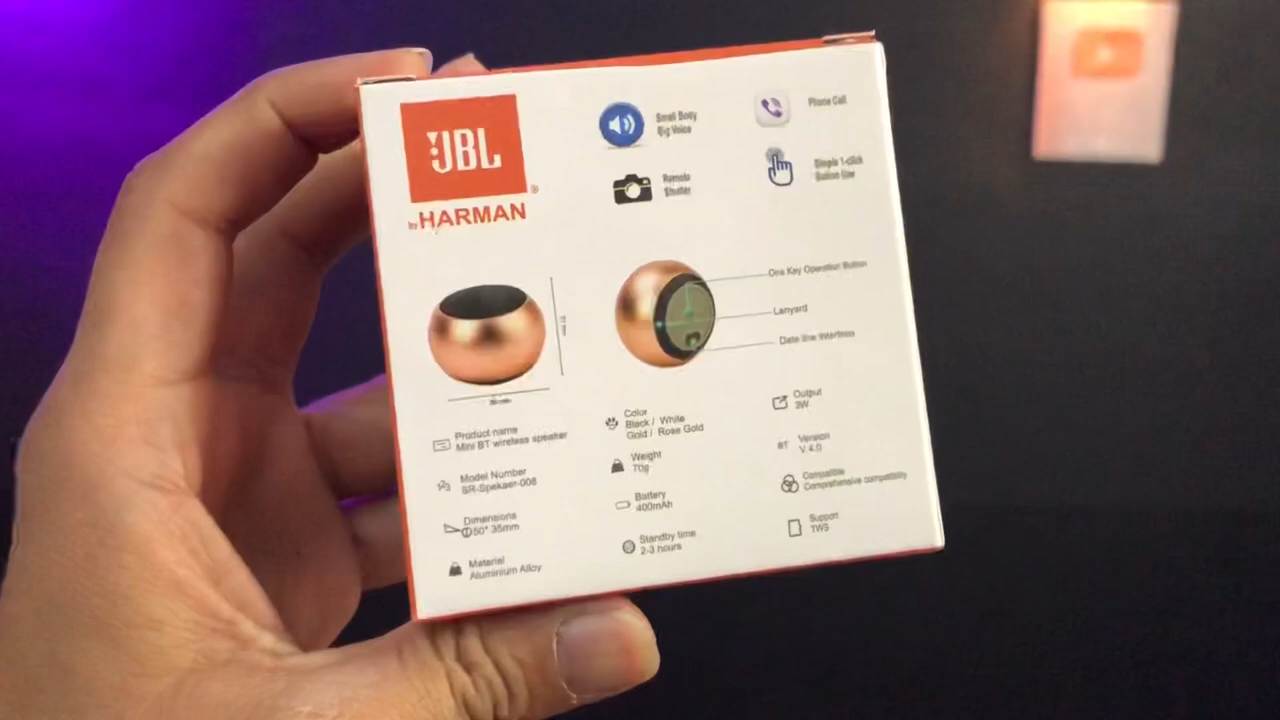 JBL
®
by HARMAN
Small Body
Big Voice
Phone Call
Remote
Shutter
Simple 1-click
Button Use
One Key Operation Button
Lanyard
Date line interfnos
Product name
Mini BT wireless speaker
Model Number
SR-Spekaer-008
Dimensions
50* 35mm
Material
Aluminium Alloy
Color
Black / White
Gold / Rose Gold
Weight
70g
Battery
400mAh
Standby time
2-3 hours
Output
3W
BT
Version
V 4.0
Compatible
Comprehensive compatibility
Support
TWS